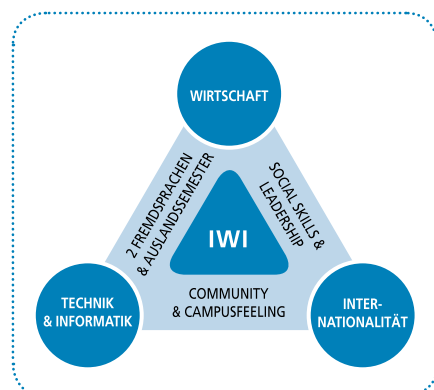 WIRTSCHAFT
2 FREMDSPRACHEN
& AUSLANDSSEMESTER
SOCIAL SKILLS &
LEADERSHIP
IWI
COMMUNITY
& CAMPUSFEELING
TECHNIK
& INFORMATIK
INTER-
NATIONALITÄT